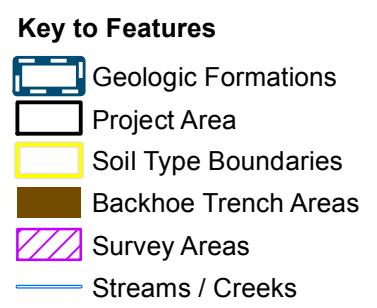 Key to Features
Geologic Formations
Project Area
Soil Type Boundaries
Backhoe Trench Areas
Survey Areas
Streams / Creeks